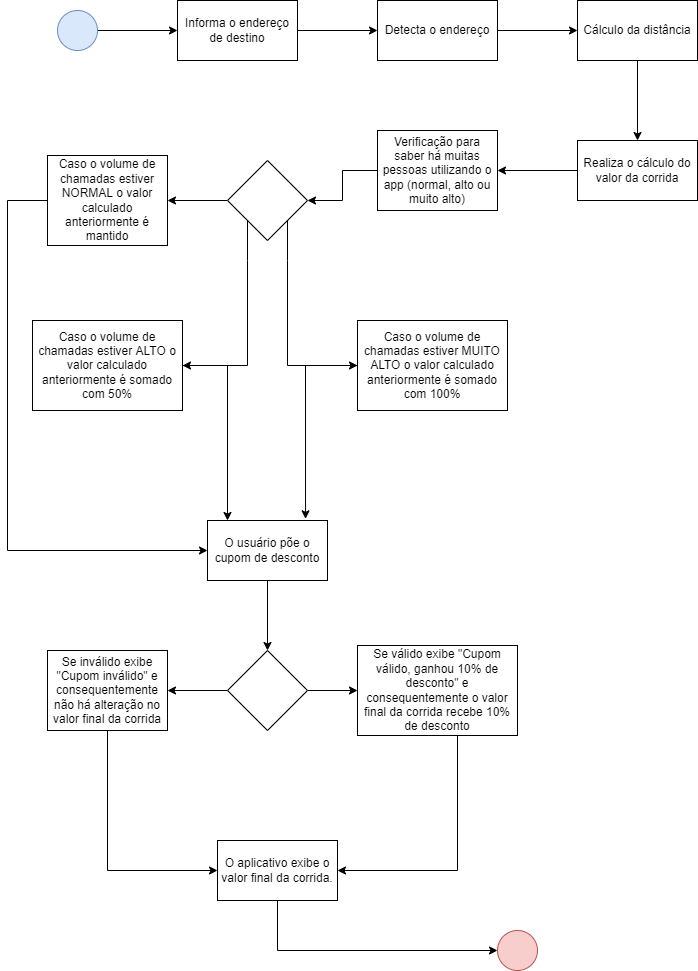 Informa o endereço
de destino
Detecta o endereço
Cálculo da distância
Realiza o cálculo do
valor da corrida
Verificação para
saber há muitas
pessoas utilizando o
app (normal, alto ou
muito alto)
Caso o volume de
chamadas estiver
NORMAL o valor
calculado
anteriormente é
mantido
Caso o volume de
chamadas estiver ALTO o
valor calculado
anteriormente é somado
com 50%
Caso o volume de
chamadas estiver MUITO
ALTO o valor calculado
anteriormente é somado
com 100%
O usuário põe o
cupom de desconto
Se inválido exibe
"Cupom inválido" e
consequentemente
não há alteração no
valor final da corrida
Se válido exibe "Cupom
válido, ganhou 10% de
desconto" e
consequentemente o valor
final da corrida recebe 10%
de desconto
O aplicativo exibe o
valor final da corrida.